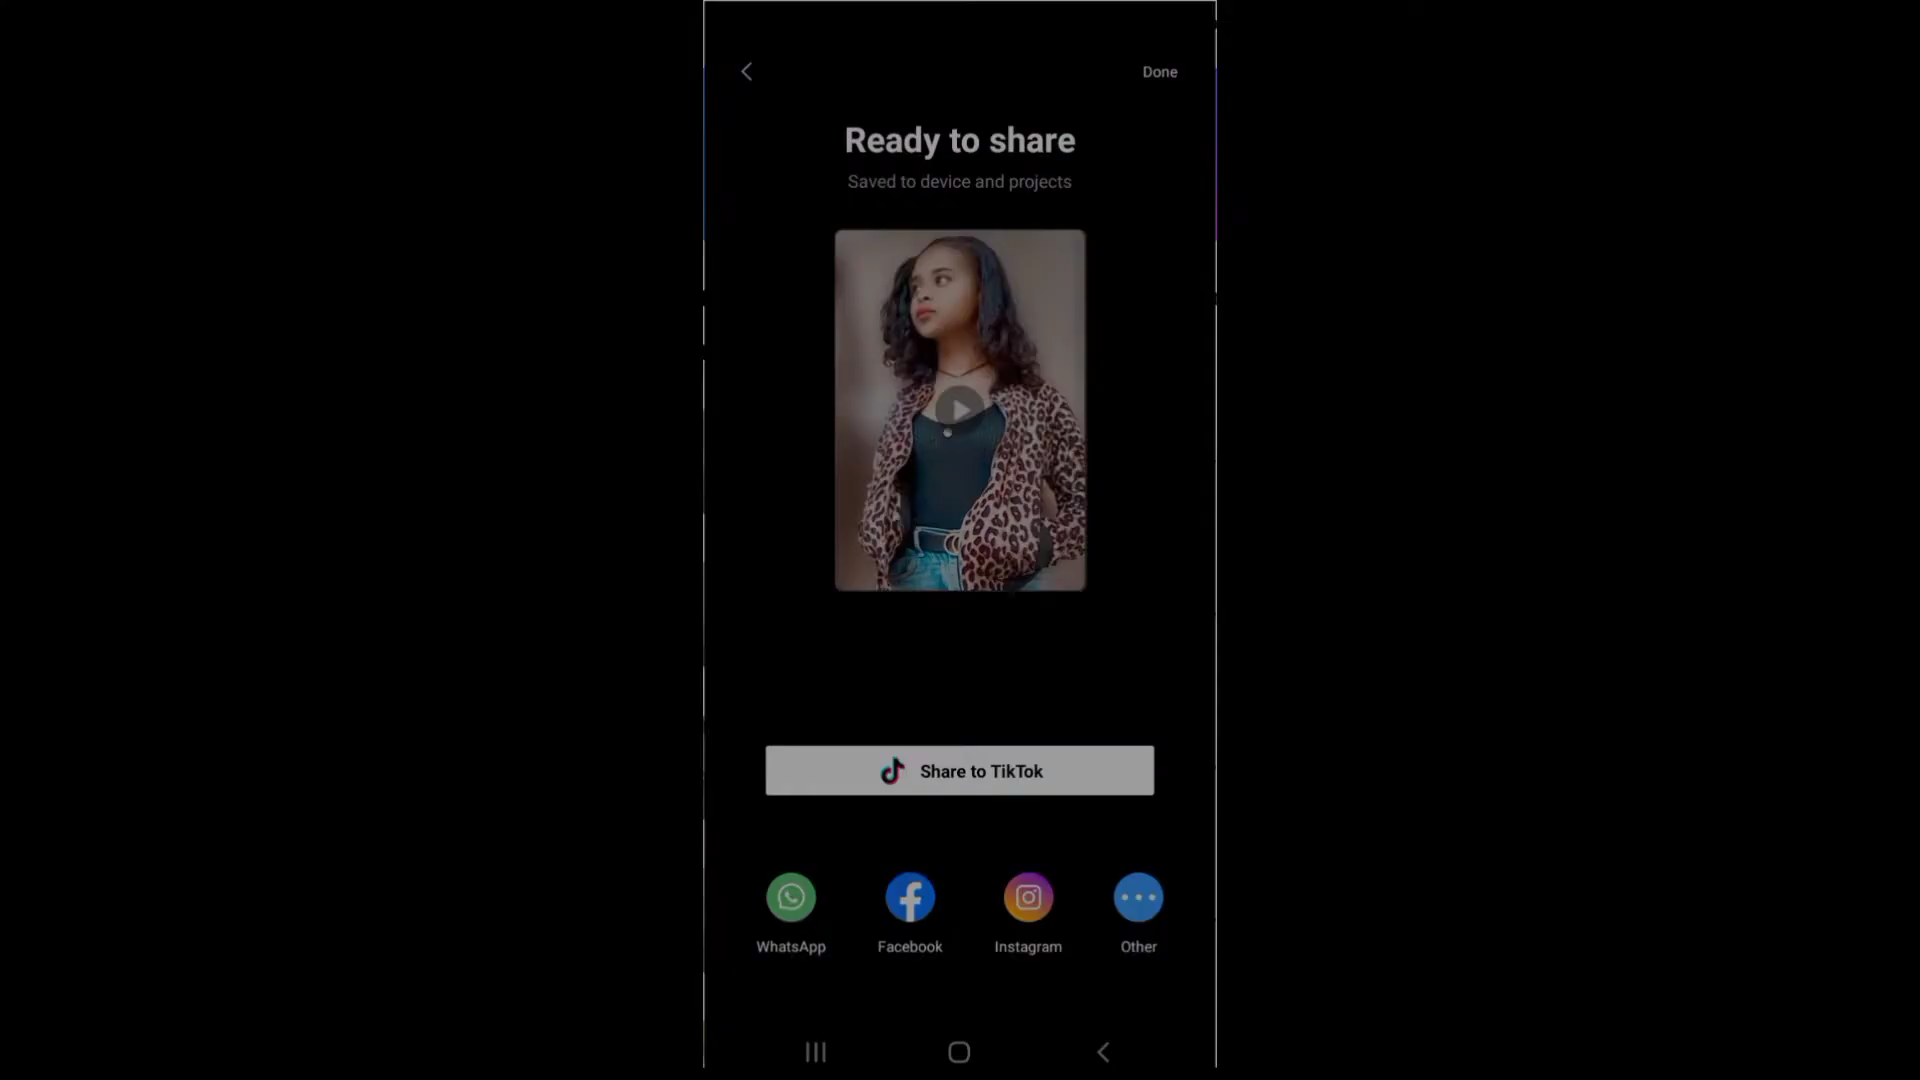 Done
Ready to share
Saved to device and projects
Share to TikTok
WhatsApp
Facebook
Instagram
Other